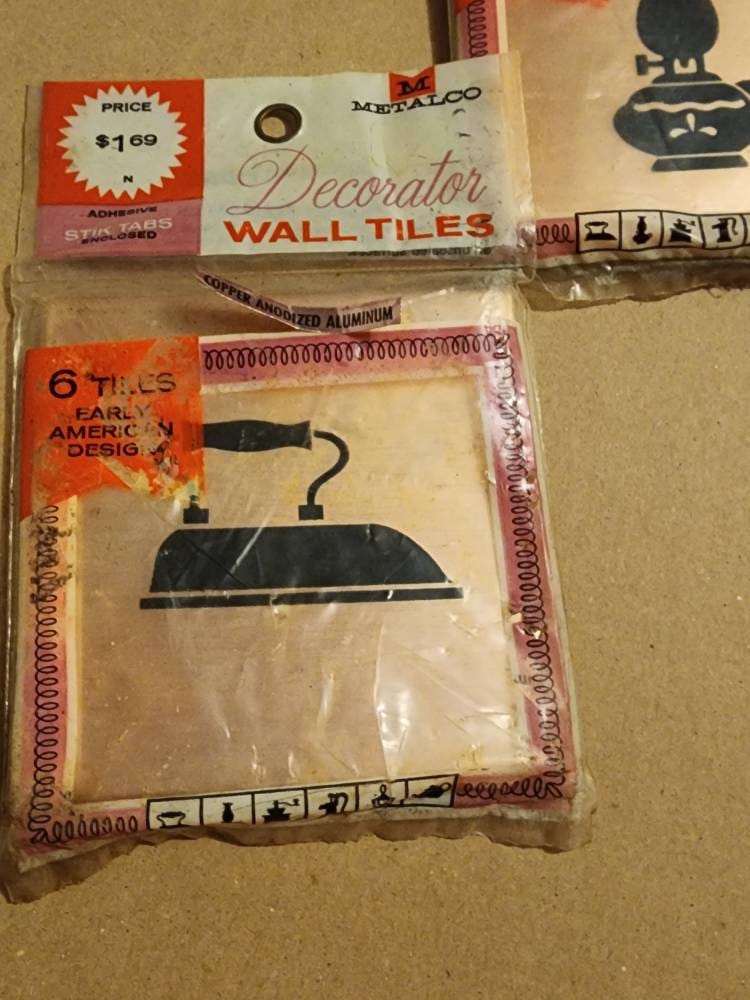 PRICE
$1 69
N
ADHESIVE
STIK TABS
ENCLOSED
M
METALCO
Decorator
WALL TILES
COPPER ANODIZED ALUMINUM
6 TILES
EARLY
AMERICAN
DESIGN